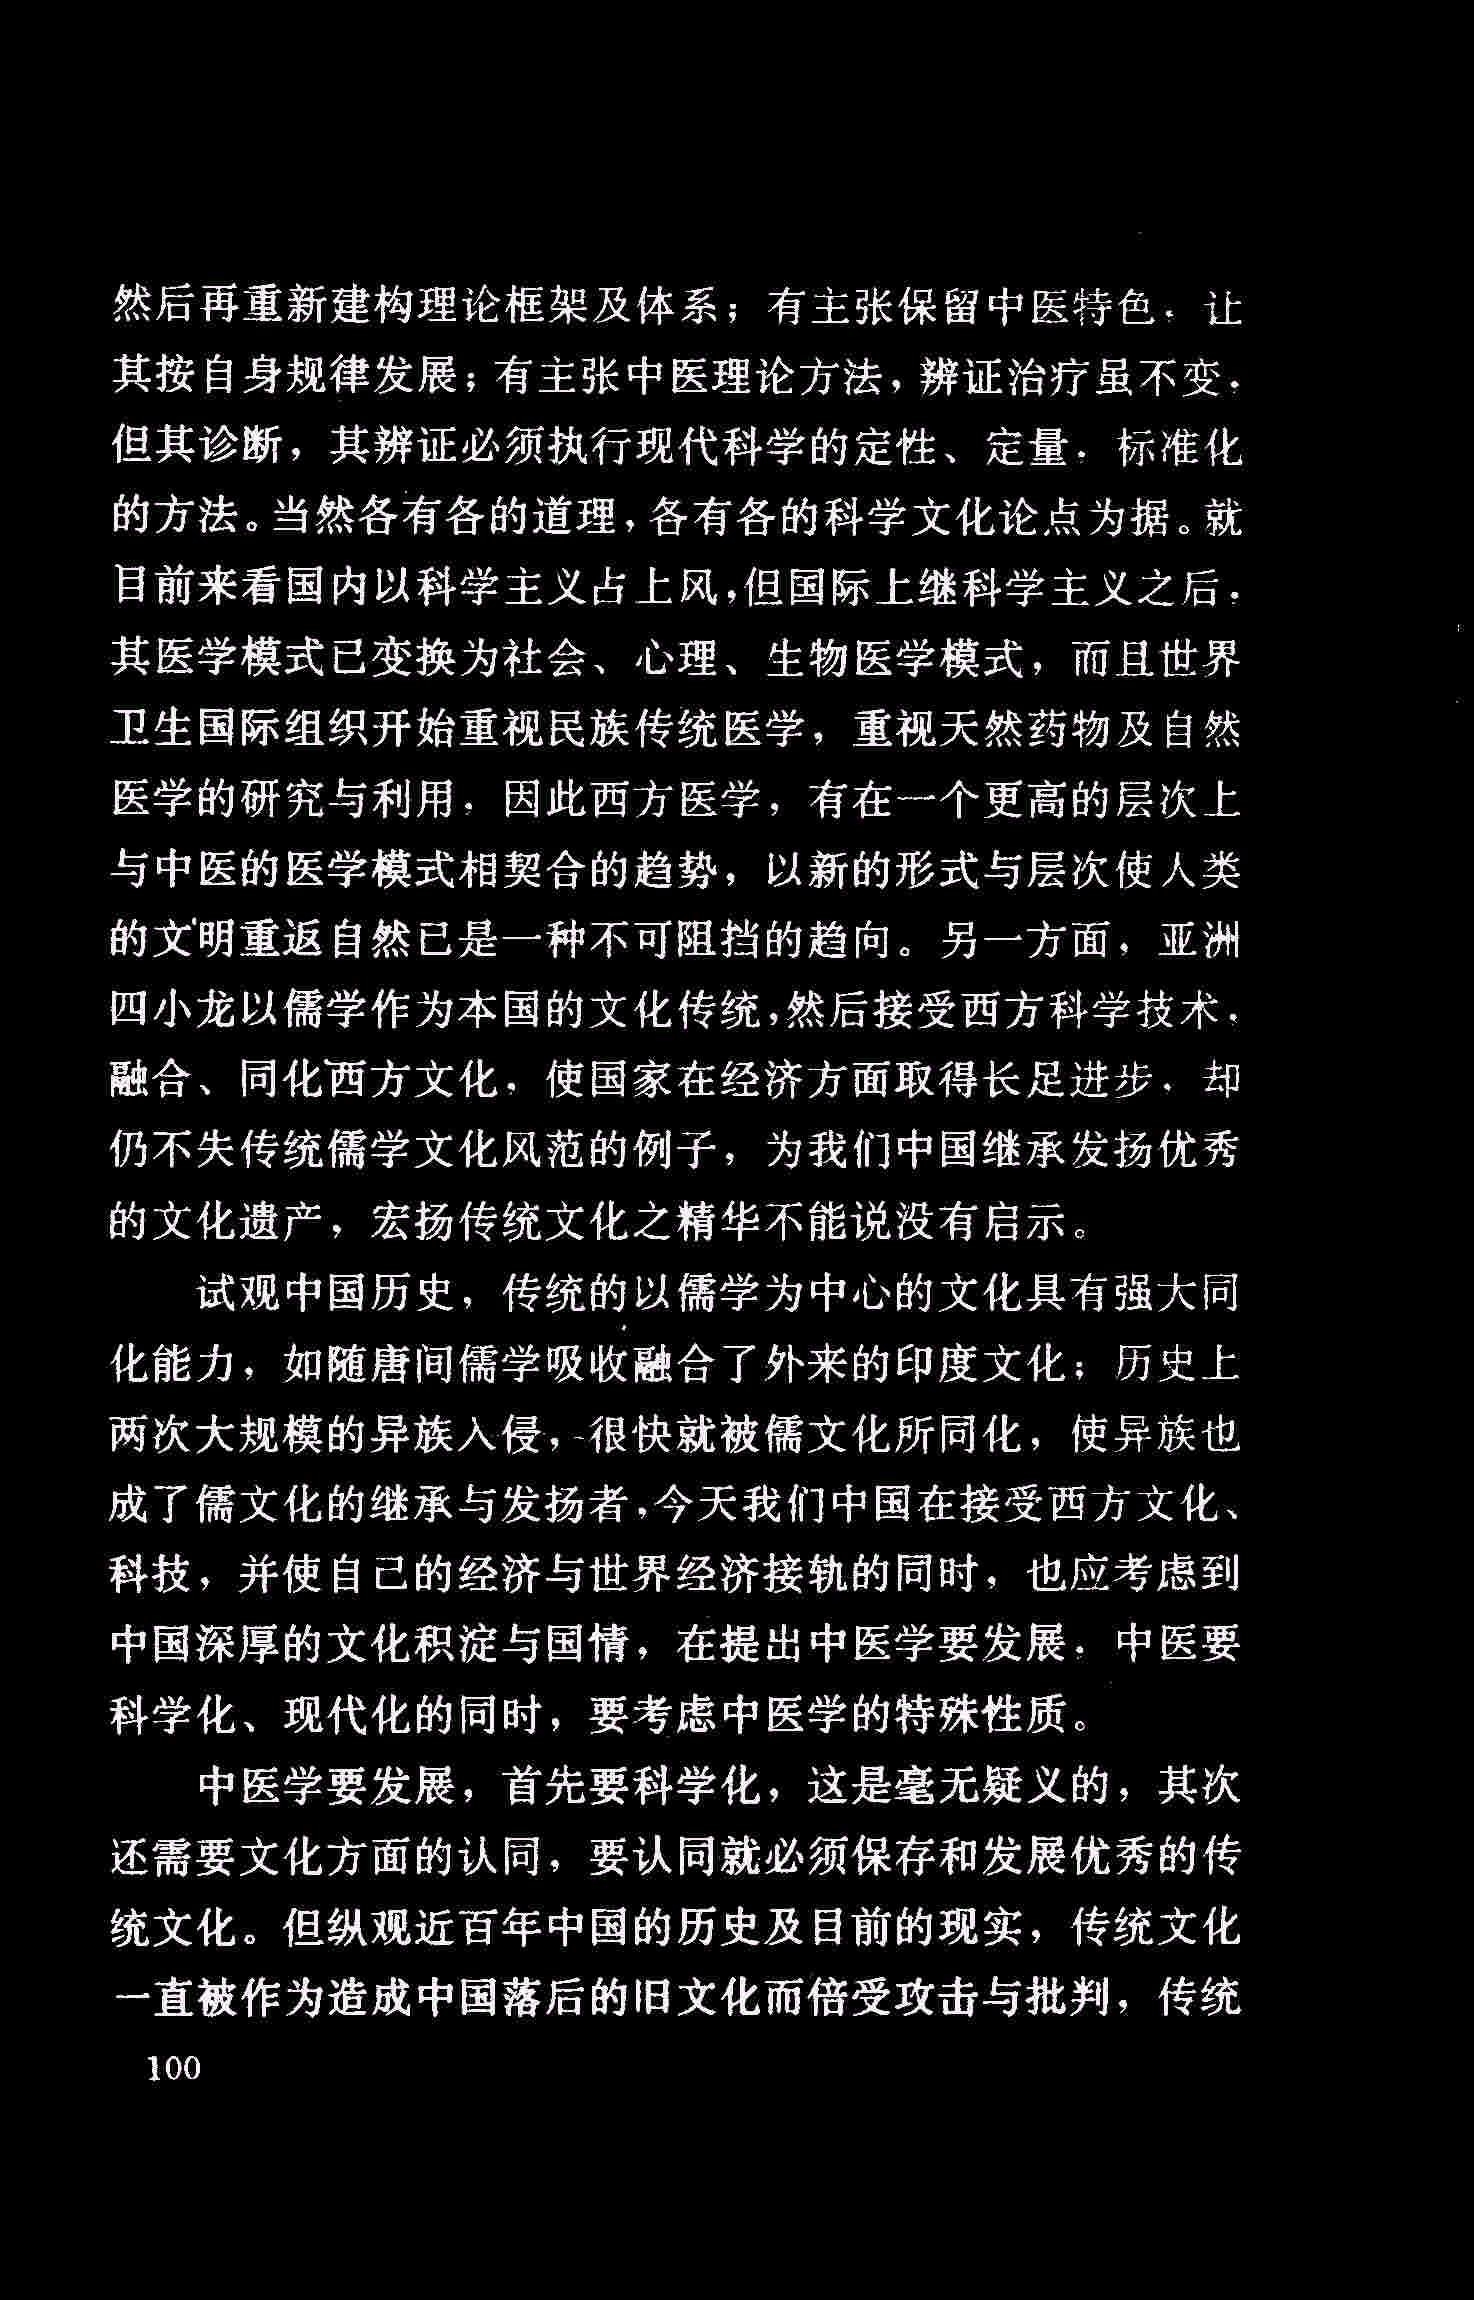 然后再重新建构理论框架及体系；有主张保留中医特色，让
其按自身规律发展；有主张中医理论方法，辨证治疗虽不变，
但其诊断，其辨证必须执行现代科学的定性、定量，标准化
的方法。当然各有各的道理，各有各的科学文化论点为据。就
目前来看国内以科学主义占上风，但国际上继科学主义之后，
其医学模式已变换为社会、心理、生物医学模式，而且世界
卫生国际组织开始重视民族传统医学，重视天然药物及自然
医学的研究与利用，因此西方医学，有在一个更高的层次上
与中医的医学模式相契合的趋势，以新的形式与层次使人类
的文明重返自然已是一种不可阻挡的趋向。另一方面，亚洲
四小龙以儒学作为本国的文化传统，然后接受西方科学技术，
融合、同化西方文化，使国家在经济方面取得长足进步，却
仍不失传统儒学文化风范的例子，为我们中国继承发扬优秀
的文化遗产，宏扬传统文化之精华不能说没有启示。
试观中国历史，传统的以儒学为中心的文化具有强大同
化能力，如随唐间儒学吸收融合了外来的印度文化；历史上
两次大规模的异族入侵，很快就被儒文化所同化，使异族也
成了儒文化的继承与发扬者，今天我们中国在接受西方文化、
科技，并使自己的经济与世界经济接轨的同时，也应考虑到
中国深厚的文化积淀与国情，在提出中医学要发展，中医要
科学化、现代化的同时，要考虑中医学的特殊性质。
中医学要发展，首先要科学化，这是毫无疑义的，其次
还需要文化方面的认同，要认同就必须保存和发展优秀的传
统文化。但纵观近百年中国的历史及目前的现实，传统文化
一直被作为造成中国落后的旧文化而倍受攻击与批判，传统
100